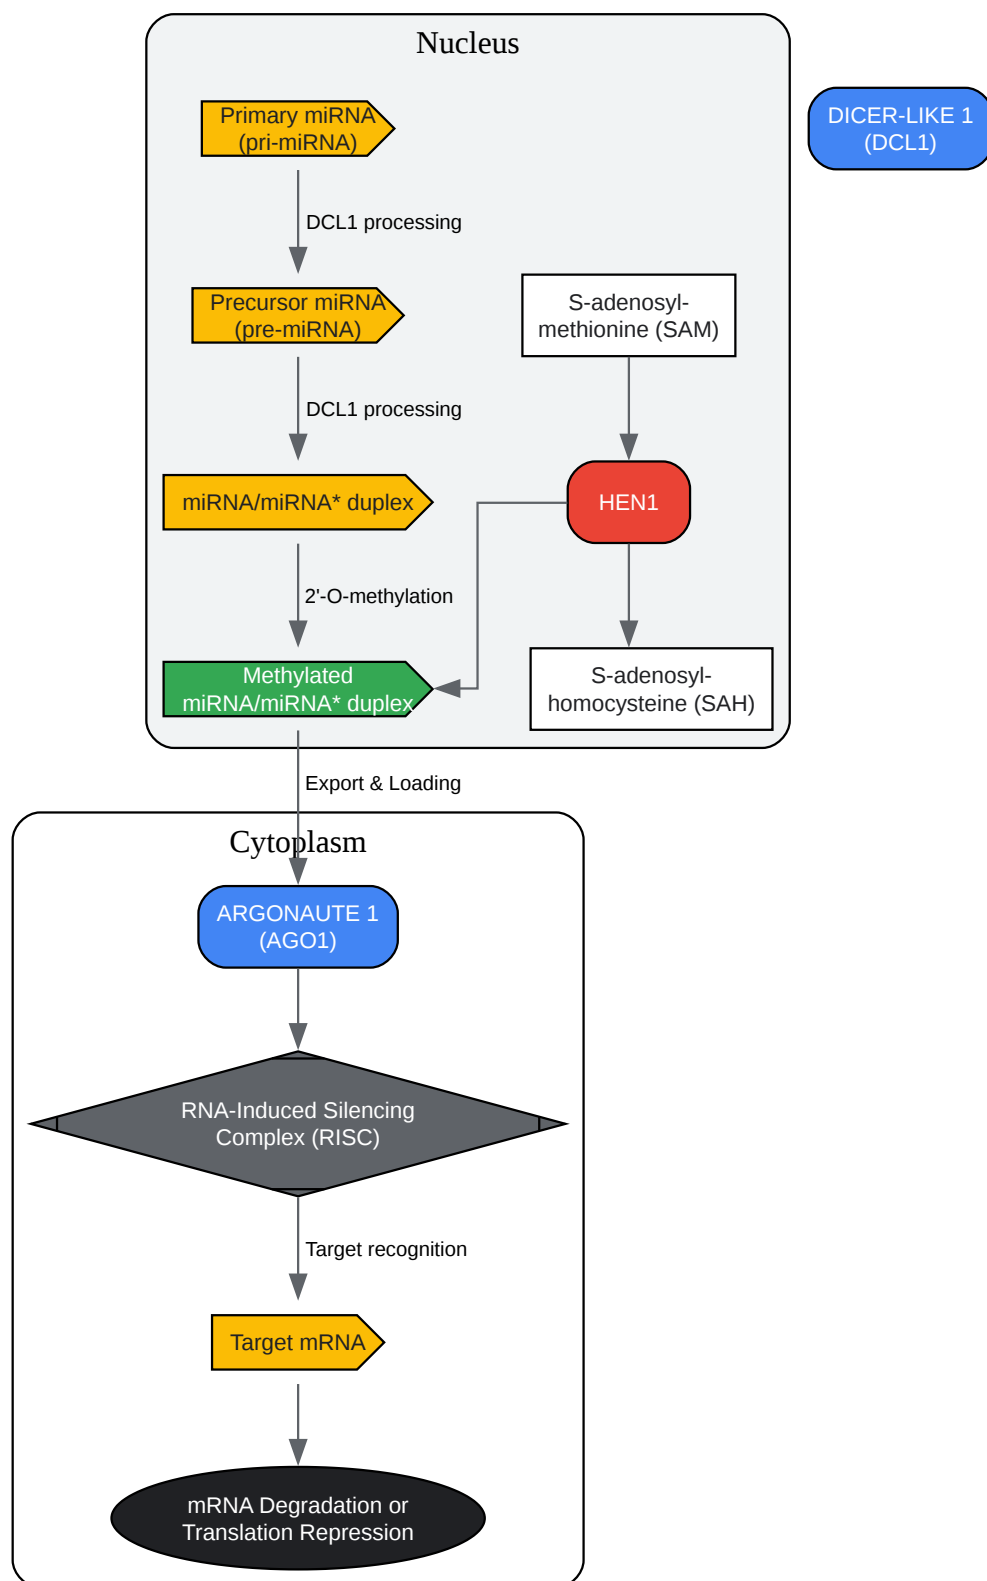 Nucleus
Primary miRNA
(pri-miRNA)
DICER-LIKE 1
(DCL1)
DCL1 processing
Precursor miRNA
(pre-miRNA)
S-adenosyl-
methionine (SAM)
DCL1 processing
miRNA/miRNA* duplex
HEN1
2'-O-methylation
Methylated
miRNA/miRNA* duplex
S-adenosyl-
homocysteine (SAH)
Export & Loading
Cytoplasm
ARGONAUTE 1
(AGO1)
RNA-Induced Silencing
Complex (RISC)
Target recognition
Target mRNA
mRNA Degradation or
Translation Repression